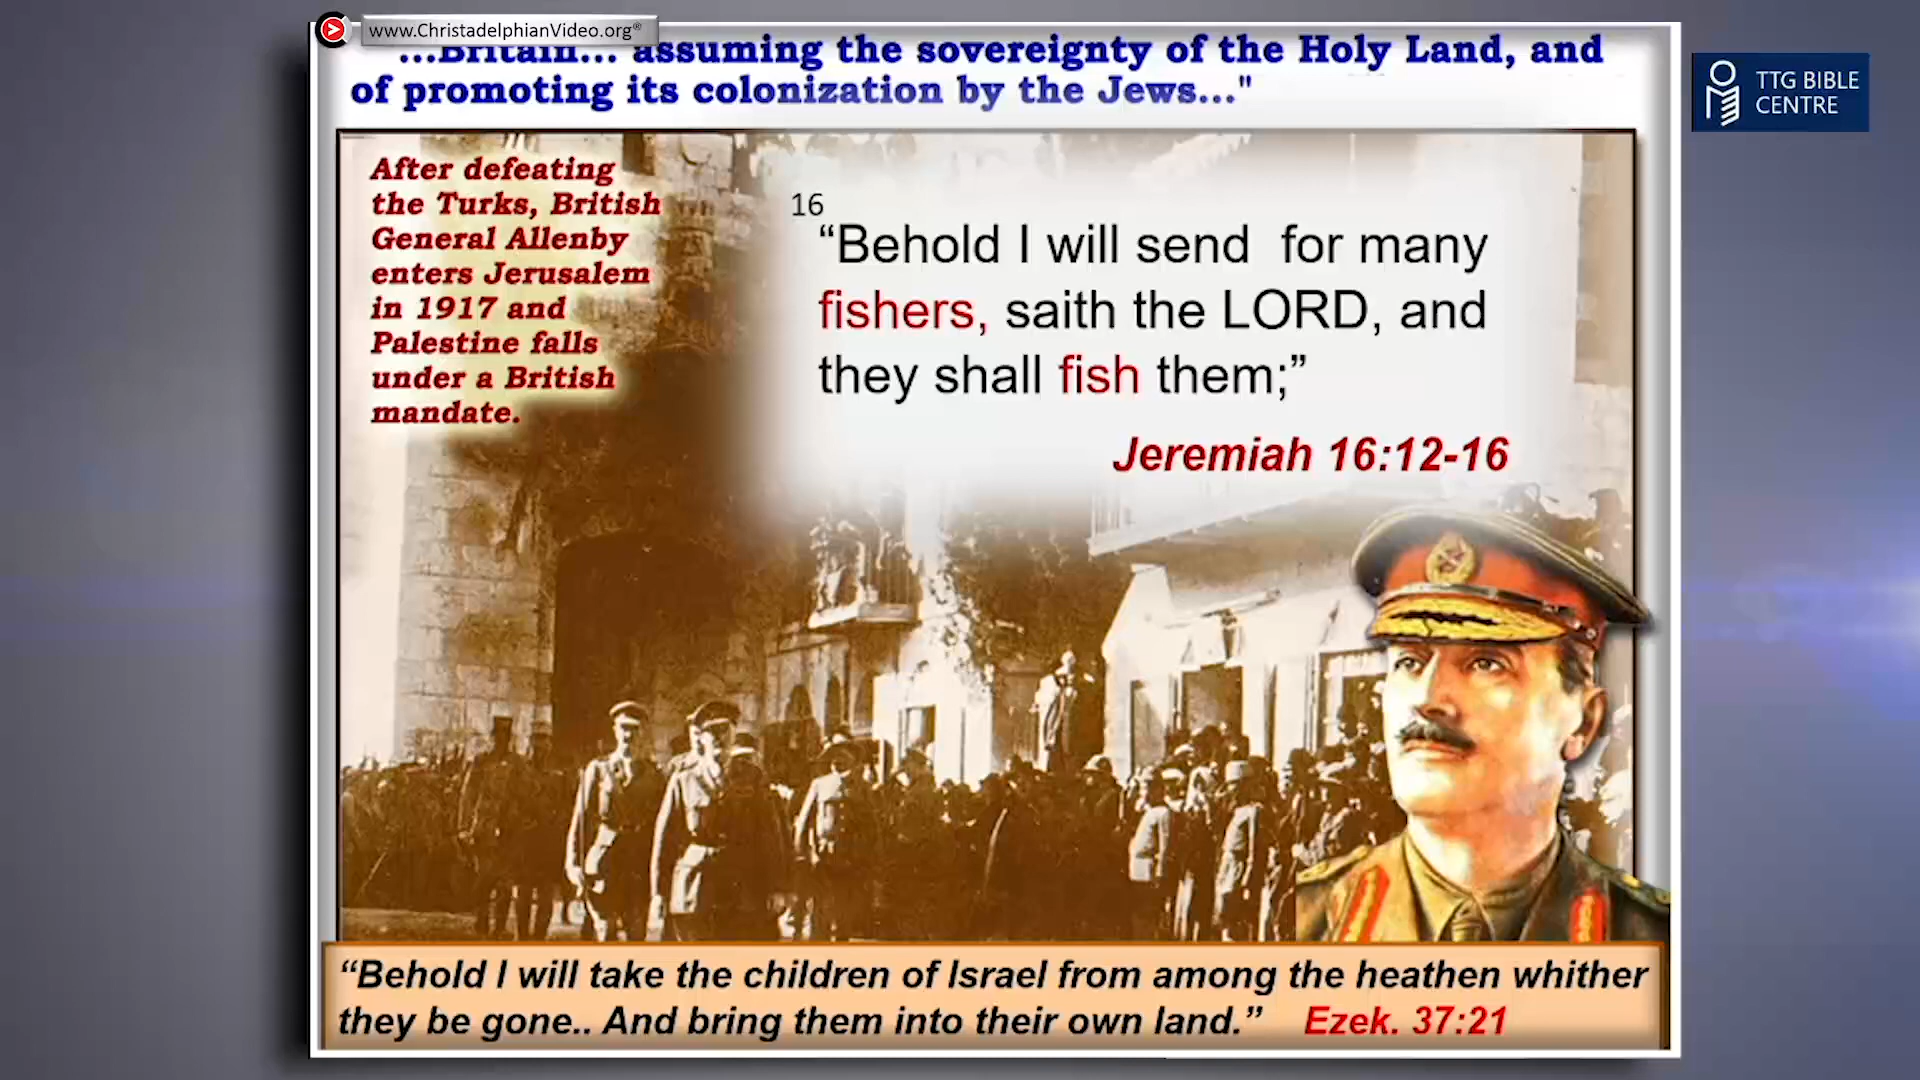 www.ChristadelphianVideo.org®
...Britain... assuming the sovereignty of the Holy Land, and
of promoting its colonization by the Jews..."
TTG BIBLE
CENTRE
After defeating
the Turks, British
General Allenby
enters Jerusalem
in 1917 and
Palestine falls
under a British
mandate.
16
“Behold I will send for many
fishers, saith the LORD, and
they shall fish them;”
Jeremiah 16:12-16
“Behold I will take the children of Israel from among the heathen whither
they be gone.. And bring them into their own land.” Ezek. 37:21